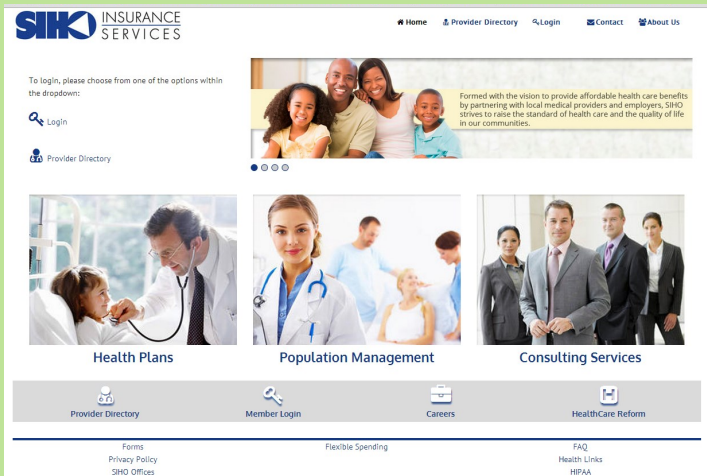 SIHO INSURANCE
SERVICES
Home Provider Directory Login Contact About Us
To login, please choose from one of the options within
the dropdown:
Login
Provider Directory
Formed with the vision to provide affordable health care benefits
by partnering with local medical providers and employers, SIHO
strives to raise the standard of health care and the quality of life
in our communities.
Health Plans Population Management Consulting Services
Provider Directory Member Login Careers HealthCare Reform
Forms Flexible Spending FAQ
Privacy Policy Health Links
SIHO Offices HIPAA